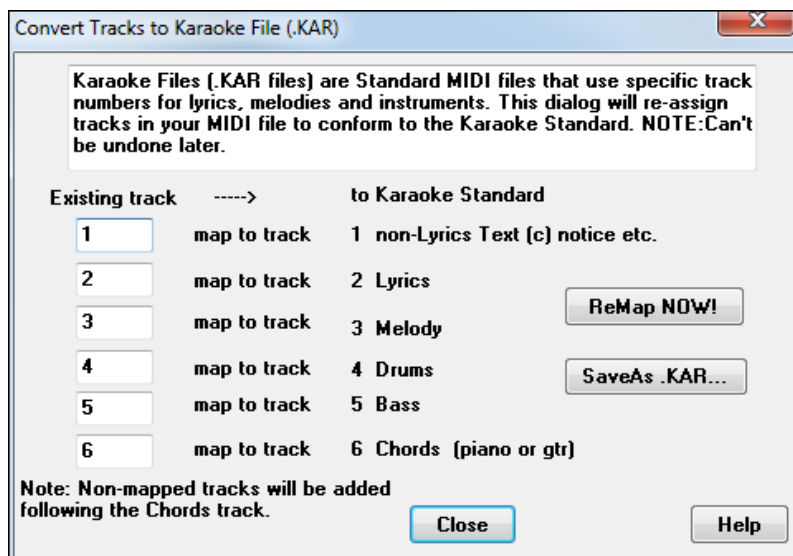 Convert Tracks to Karaoke File (.KAR)
X
Karaoke Files (.KAR files) are Standard MIDI files that use specific track
numbers for lyrics, melodies and instruments. This dialog will re-assign
tracks in your MIDI file to conform to the Karaoke Standard. NOTE:Can't
be undone later.
Existing track -----> to Karaoke Standard
1 map to track 1 non-Lyrics Text (c) notice etc.
2 map to track 2 Lyrics
ReMap NOW!
3 map to track 3 Melody
4 map to track 4 Drums
SaveAs .KAR...
5 map to track 5 Bass
6 map to track 6 Chords (piano or gtr)
Note: Non-mapped tracks will be added
following the Chords track.
Close
Help